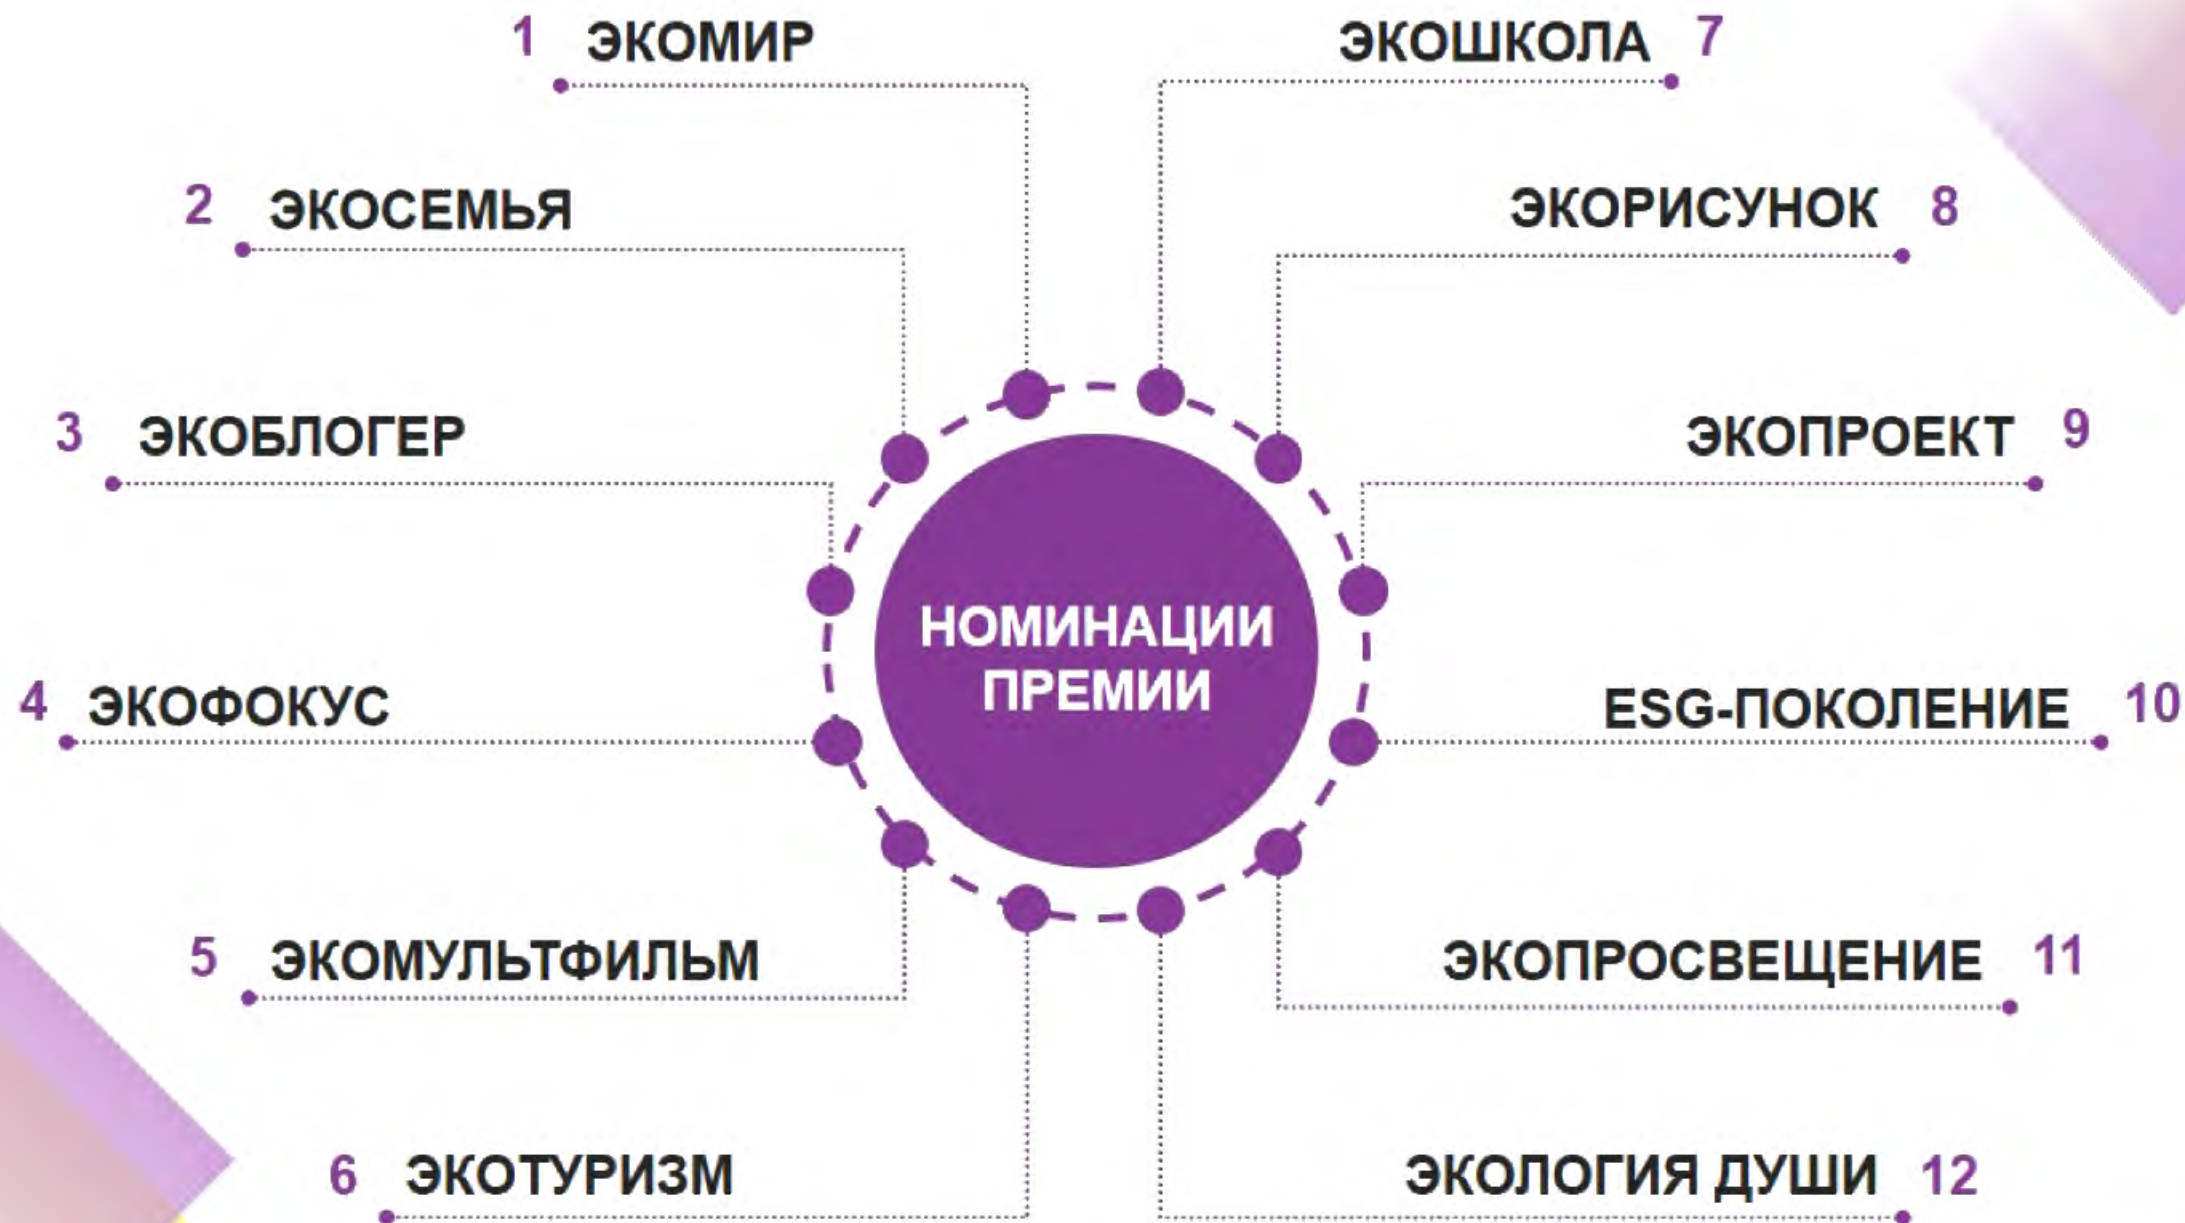 1 ЭКОМИР
2 ЭКОСЕМЬЯ
3 ЭКОБЛОГЕР
4 ЭКОФОКУС
5 ЭКОМУЛЬТФИЛЬМ
6 ЭКОТУРИЗМ
НОМИНАЦИИ
ПРЕМИИ
ЭКОШКОЛА 7
ЭКОРИСУНОК 8
ЭКОПРОЕКТ 9
ESG-ПОКОЛЕНИЕ 10
ЭКОПРОСВЕЩЕНИЕ 11
ЭКОЛОГИЯ ДУШИ 12